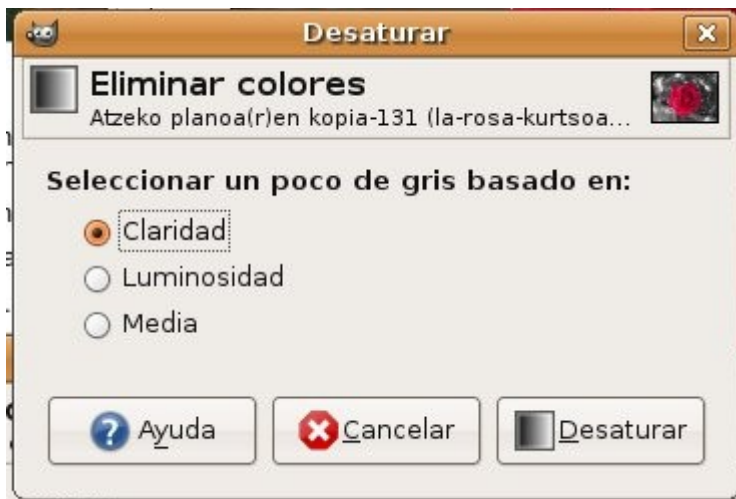 Desaturar
Eliminar colores
Atzeko planoa(r)en kopia-131 (la-rosa-kurtsoa...
Seleccionar un poco de gris basado en:
Claridad
Luminosidad
Media
Ayuda
Cancelar
Desaturar